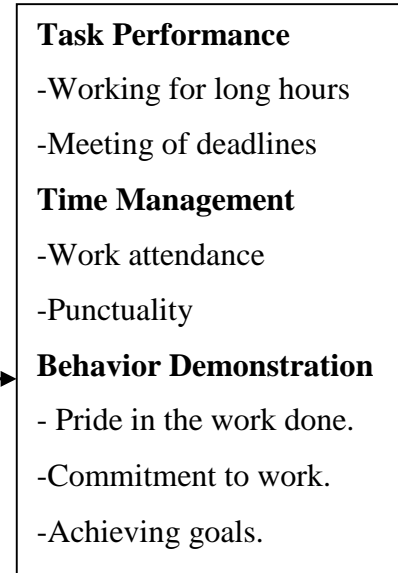 Task Performance
-Working for long hours
-Meeting of deadlines
Time Management
-Work attendance
-Punctuality
Behavior Demonstration
- Pride in the work done.
-Commitment to work.
-Achieving goals.